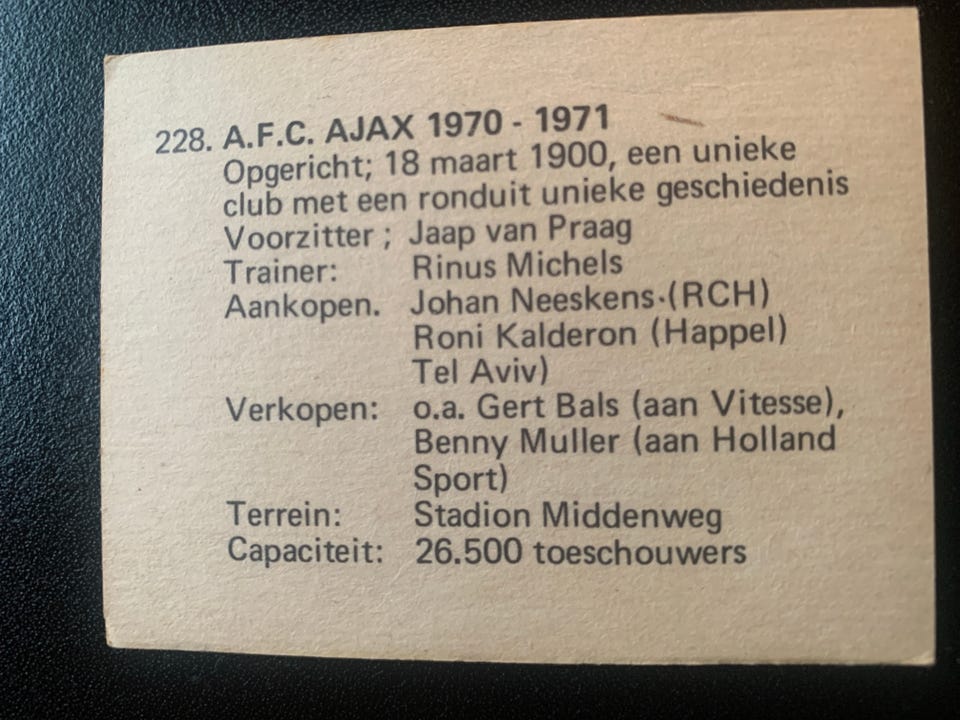 228. A.F.C. AJAX 1970 - 1971
Opgericht; 18 maart 1900, een unieke
club met een ronduit unieke geschiedenis
Voorzitter ; Jaap van Praag
Trainer: Rinus Michels
Aankopen. Johan Neeskens·(RCH)
Roni Kalderon (Happel)
Tel Aviv)
Verkopen: o.a. Gert Bals (aan Vitesse),
Benny Muller (aan Holland
Sport)
Terrein: Stadion Middenweg
Capaciteit: 26.500 toeschouwers